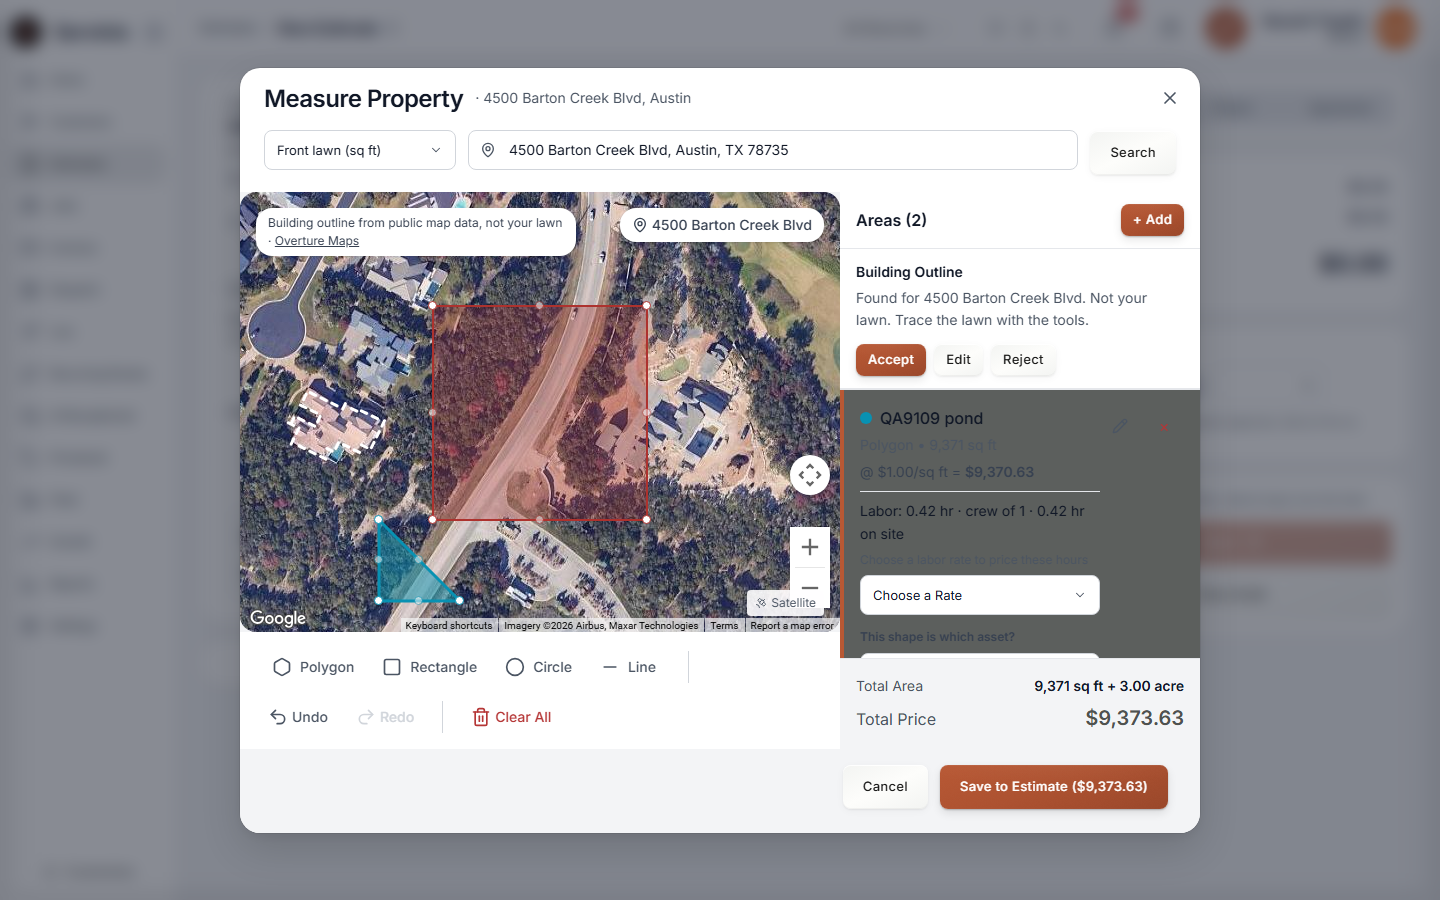 Measure Property · 4500 Barton Creek Blvd, Austin
Front lawn (sq ft)
4500 Barton Creek Blvd, Austin, TX 78735
Search
Building outline from public map data, not your lawn
· Overture Maps
4500 Barton Creek Blvd
Areas (2)
+ Add
Building Outline
Found for 4500 Barton Creek Blvd. Not your
lawn. Trace the lawn with the tools.
Accept
Edit
Reject
QA9109 pond
Polygon • 9,371 sq ft
@ $1.00/sq ft = $9,370.63
Labor: 0.42 hr · crew of 1 · 0.42 hr
on site
Choose a labor rate to price these hours
Choose a Rate
This shape is which asset?
Satellite
Google
Keyboard shortcuts
Imagery ©2026 Airbus, Maxar Technologies
Terms
Report a map error
Polygon
Rectangle
Circle
Line
Undo
Redo
Clear All
Total Area
9,371 sq ft + 3.00 acre
Total Price
$9,373.63
Cancel
Save to Estimate ($9,373.63)